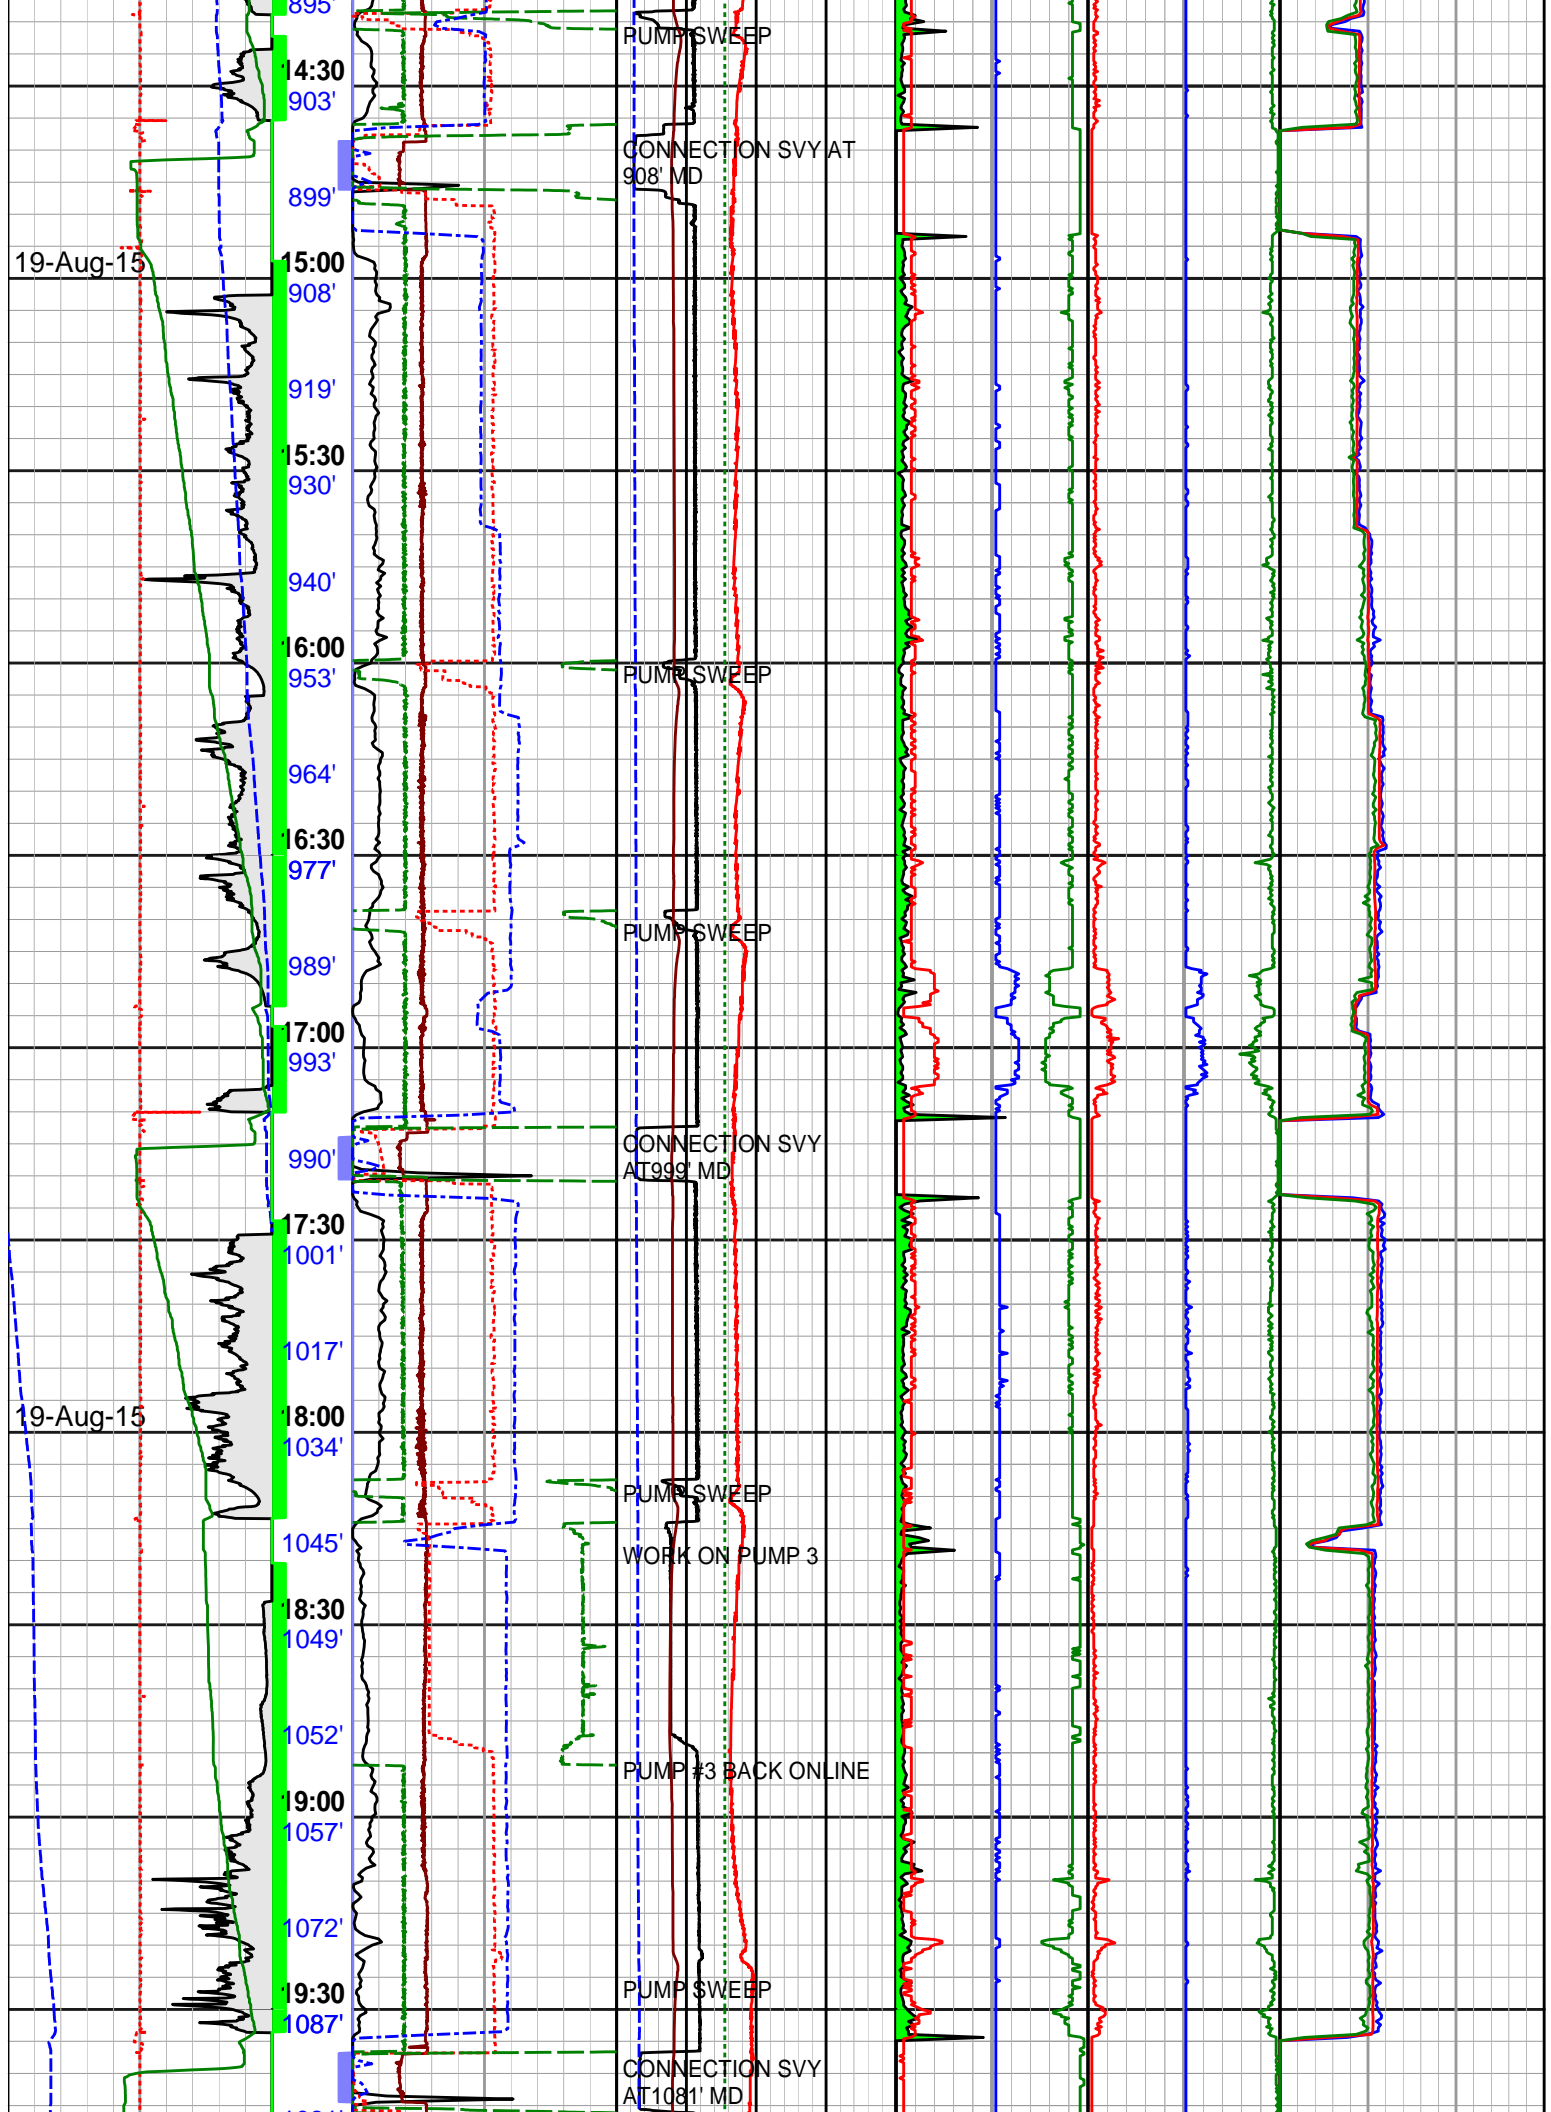 895'
PUMP SWEEP
14:30
903'
CONNECTION SVY AT
908' MD
899'
19-Aug-15
15:00
908'
919'
15:30
930'
940'
16:00
953'
PUMP SWEEP
964'
16:30
977'
PUMP SWEEP
989'
17:00
993'
CONNECTION SVY
AT999' MD
990'
17:30
1001'
1017'
19-Aug-15
18:00
1034'
PUMP SWEEP
1045'
WORK ON PUMP 3
18:30
1049'
1052'
PUMP #3 BACK ONLINE
19:00
1057'
1072'
PUMP SWEEP
19:30
1087'
CONNECTION SVY
AT1081' MD